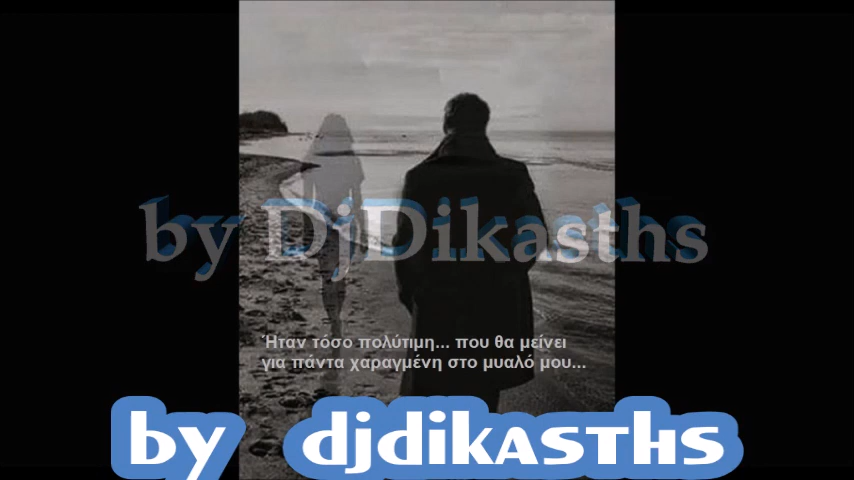 by DjDikasths
Ήταν τόσο πολύτιμη... που θα μείνει
για πάντα χαραγμένη στο μυαλό μου...
by djdikasths